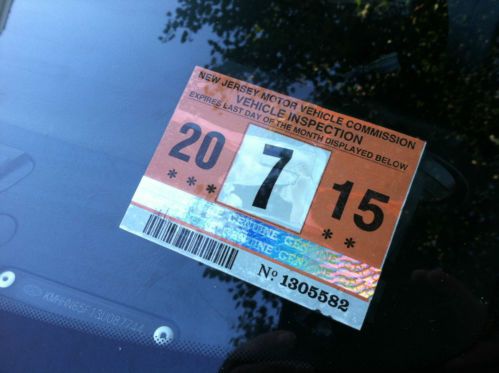 NEW JERSEY MOTOR VEHICLE COMMISSION
VEHICLE INSPECTION
EXPIRES LAST DAY OF THE MONTH DISPLAYED BELOW
20 7 15
*** **
GENUINE GENUINE
GENUINE GENUINE
Nº 1305582